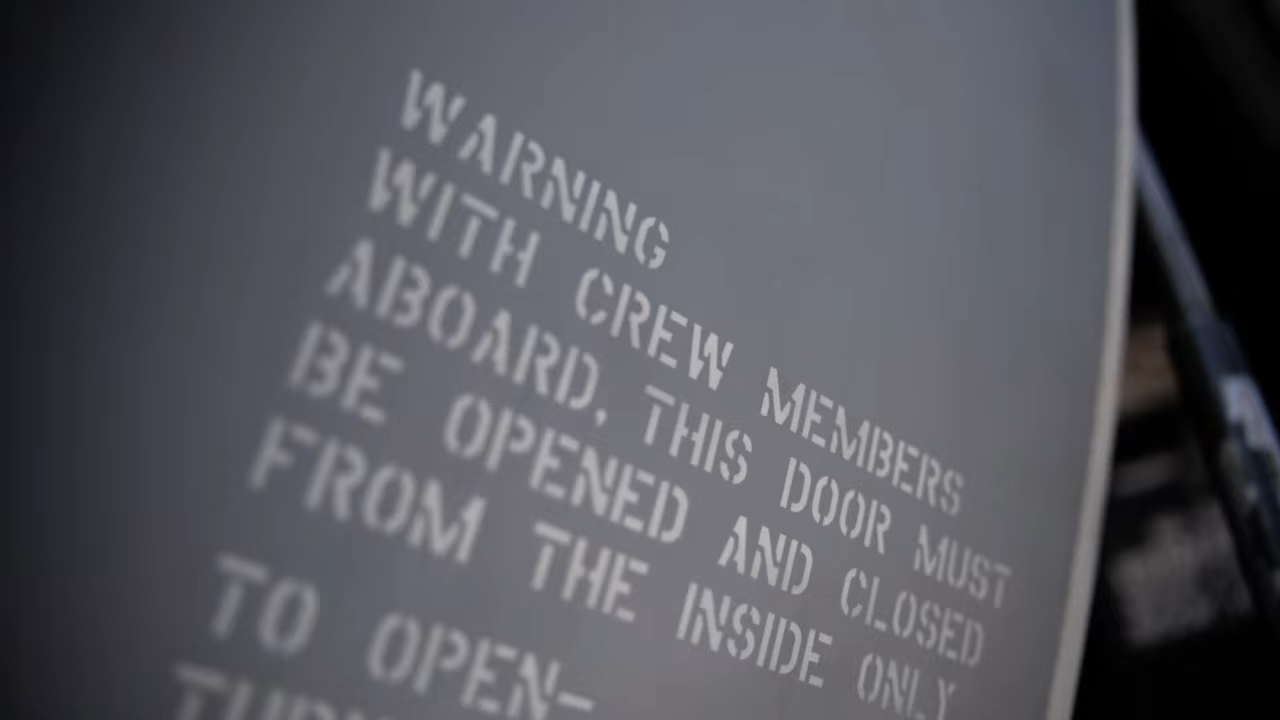 WARNING
WITH CREW MEMBERS
ABOARD, THIS DOOR MUST
BE OPENED AND CLOSED
FROM THE INSIDE ONLY
TO OPEN-